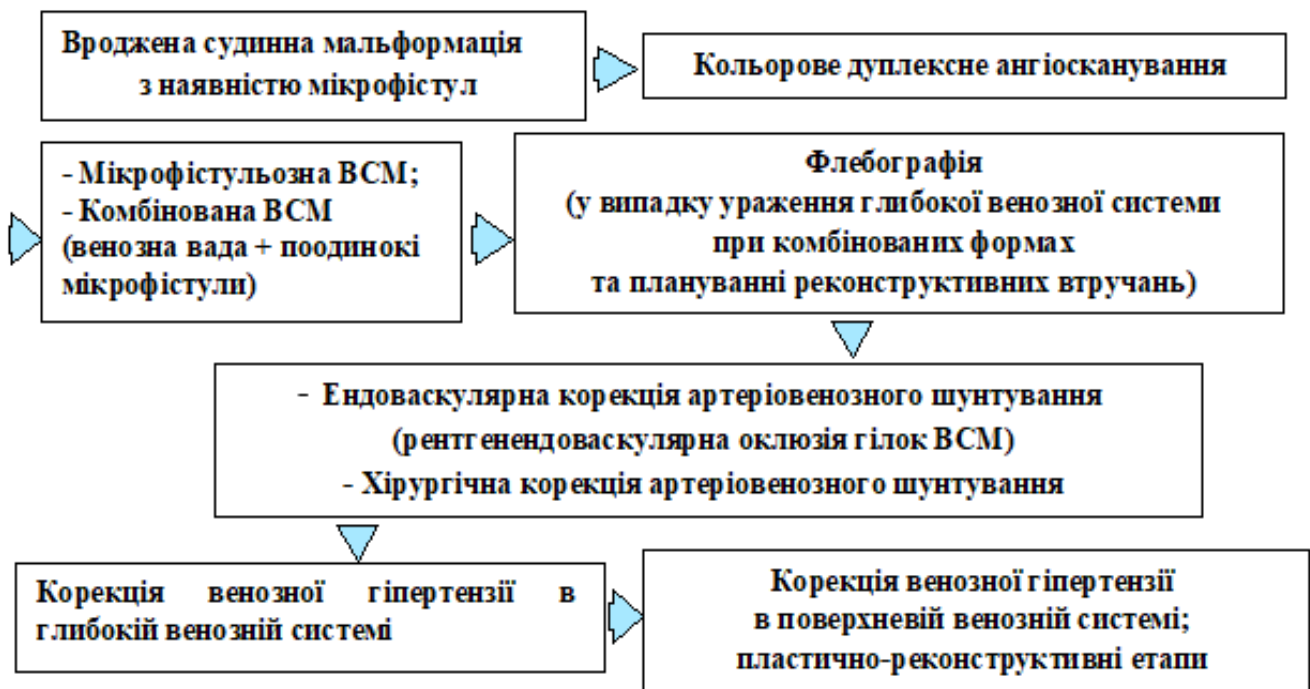 Вроджена судинна мальформація
з наявністю мікрофістул
Кольорове дуплексне ангіосканування
- Мікрофістульозна ВСМ;
- Комбінована ВСМ
(венозна вада + поодинокі
мікрофістули)
Флебографія
(у випадку ураження глибокої венозної системи
при комбінованих формах
та плануванні реконструктивних втручань)
- Ендоваскулярна корекція артеріовенозного шунтування
(рентгенендоваскулярна оклюзія гілок ВСМ)
- Хірургічна корекція артеріовенозного шунтування
Корекція венозної гіпертензії в
глибокій венозній системі
Корекція венозної гіпертензії
в поверхневій венозній системі;
пластично-реконструктивні етапи